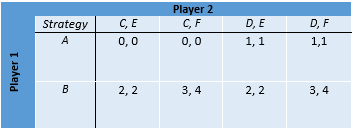 Player 2
Player 1
Strategy C, E C, F D, E D, F
A 0, 0 0, 0 1, 1 1,1
B 2, 2 3, 4 2, 2 3, 4